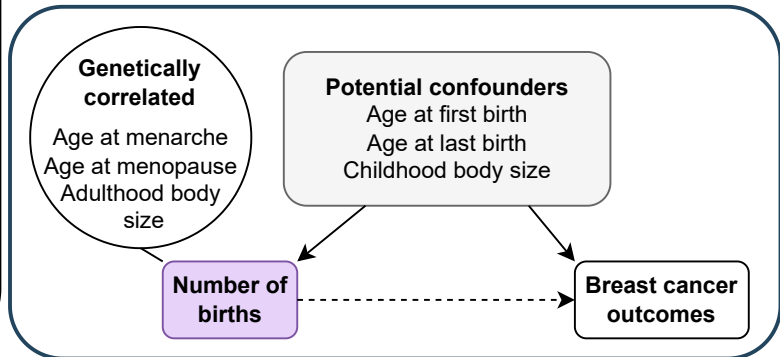 Genetically
correlated
Age at menarche
Age at menopause
Adulthood body
size
Potential confounders
Age at first birth
Age at last birth
Childhood body size
Number of
births
Breast cancer
outcomes